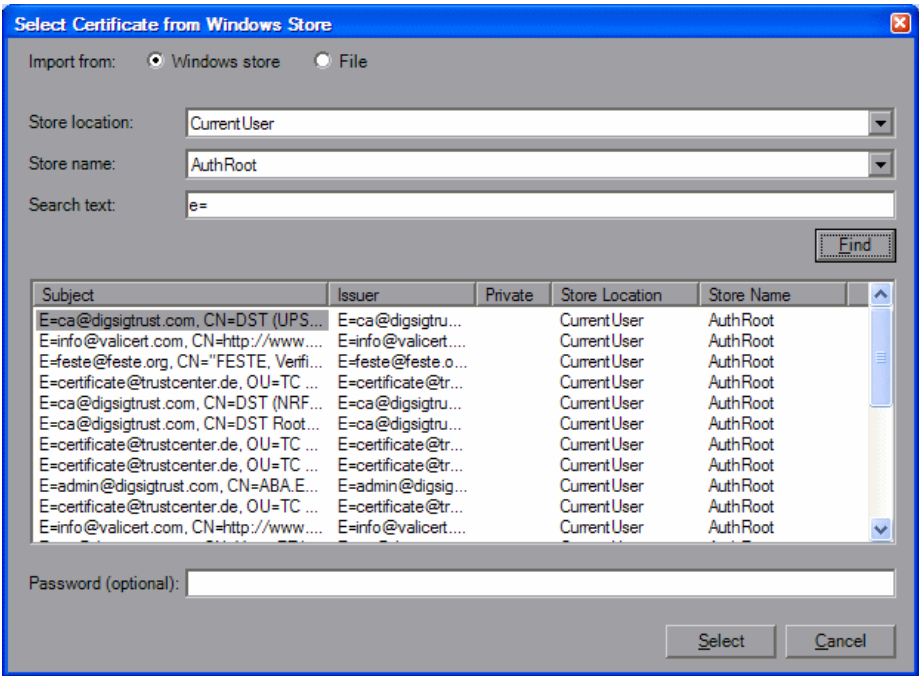 Select Certificate from Windows Store
Import from: Windows store File
Store location: CurrentUser
Store name: AuthRoot
Search text: e=
Find
Subject Issuer Private Store Location Store Name
E=ca@digsigtrust.com, CN=DST (UPS... E=ca@digsigtru... CurrentUser AuthRoot
E=info@valicert.com, CN=http://www.... E=info@valicert.... CurrentUser AuthRoot
E=feste@feste.org, CN="FESTE, Verifi... E=feste@feste.o... CurrentUser AuthRoot
E=certificate@trustcenter.de, OU=TC ... E=certificate@tr... CurrentUser AuthRoot
E=ca@digsigtrust.com, CN=DST (NRF... E=ca@digsigtru... CurrentUser AuthRoot
E=ca@digsigtrust.com, CN=DST Root... E=ca@digsigtru... CurrentUser AuthRoot
E=certificate@trustcenter.de, OU=TC ... E=certificate@tr... CurrentUser AuthRoot
E=certificate@trustcenter.de, OU=TC ... E=certificate@tr... CurrentUser AuthRoot
E=admin@digsigtrust.com, CN=ABA.E... E=admin@digsig... CurrentUser AuthRoot
E=certificate@trustcenter.de, OU=TC ... E=certificate@tr... CurrentUser AuthRoot
E=info@valicert.com, CN=http://www.... E=info@valicert.... CurrentUser AuthRoot
Password (optional):
Select Cancel